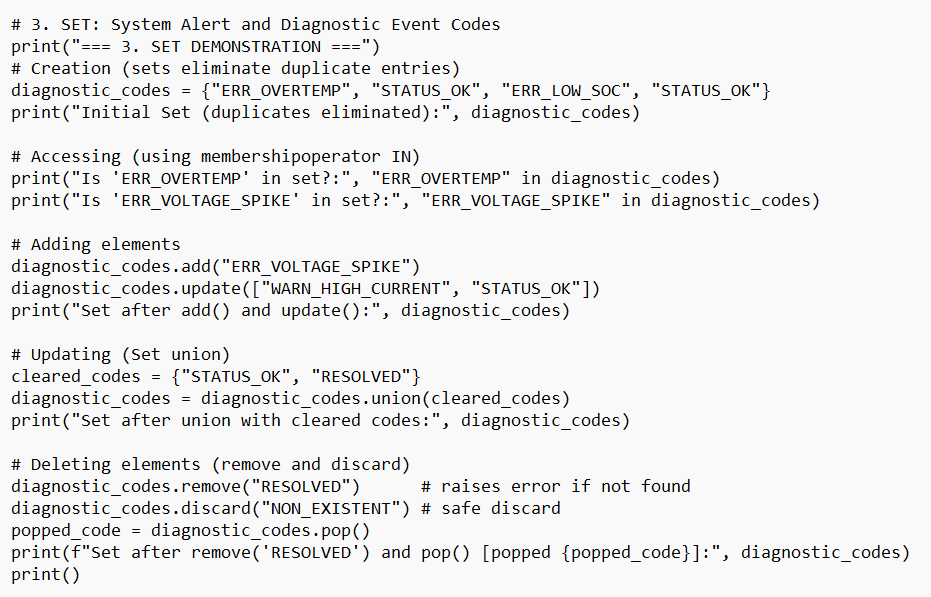 # 3. SET: System Alert and Diagnostic Event Codes
print("=== 3. SET DEMONSTRATION ===")
# Creation (sets eliminate duplicate entries)
diagnostic_codes = {"ERR_OVERTEMP", "STATUS_OK", "ERR_LOW_SOC", "STATUS_OK"}
print("Initial Set (duplicates eliminated):", diagnostic_codes)

# Accessing (using membershipoperator IN)
print("Is 'ERR_OVERTEMP' in set?:", "ERR_OVERTEMP" in diagnostic_codes)
print("Is 'ERR_VOLTAGE_SPIKE' in set?:", "ERR_VOLTAGE_SPIKE" in diagnostic_codes)

# Adding elements
diagnostic_codes.add("ERR_VOLTAGE_SPIKE")
diagnostic_codes.update(["WARN_HIGH_CURRENT", "STATUS_OK"])
print("Set after add() and update():", diagnostic_codes)

# Updating (Set union)
cleared_codes = {"STATUS_OK", "RESOLVED"}
diagnostic_codes = diagnostic_codes.union(cleared_codes)
print("Set after union with cleared codes:", diagnostic_codes)

# Deleting elements (remove and discard)
diagnostic_codes.remove("RESOLVED")      # raises error if not found
diagnostic_codes.discard("NON_EXISTENT") # safe discard
popped_code = diagnostic_codes.pop()
print(f"Set after remove('RESOLVED') and pop() [popped {popped_code}]:", diagnostic_codes)
print()